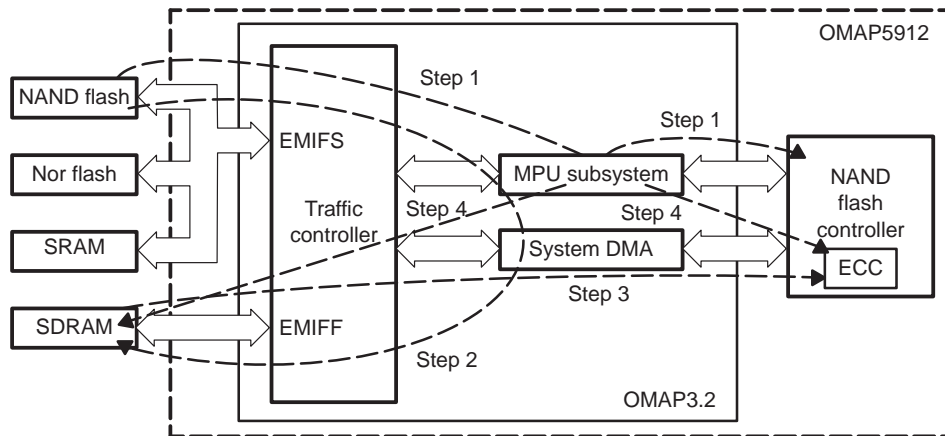 OMAP5912
Step 1
NAND flash
Step 1
EMIFS
Nor flash
MPU subsystem
NAND
flash
controller
Traffic
controller
Step 4
Step 4
SRAM
System DMA
ECC
Step 3
SDRAM
EMIFF
Step 2
OMAP3.2